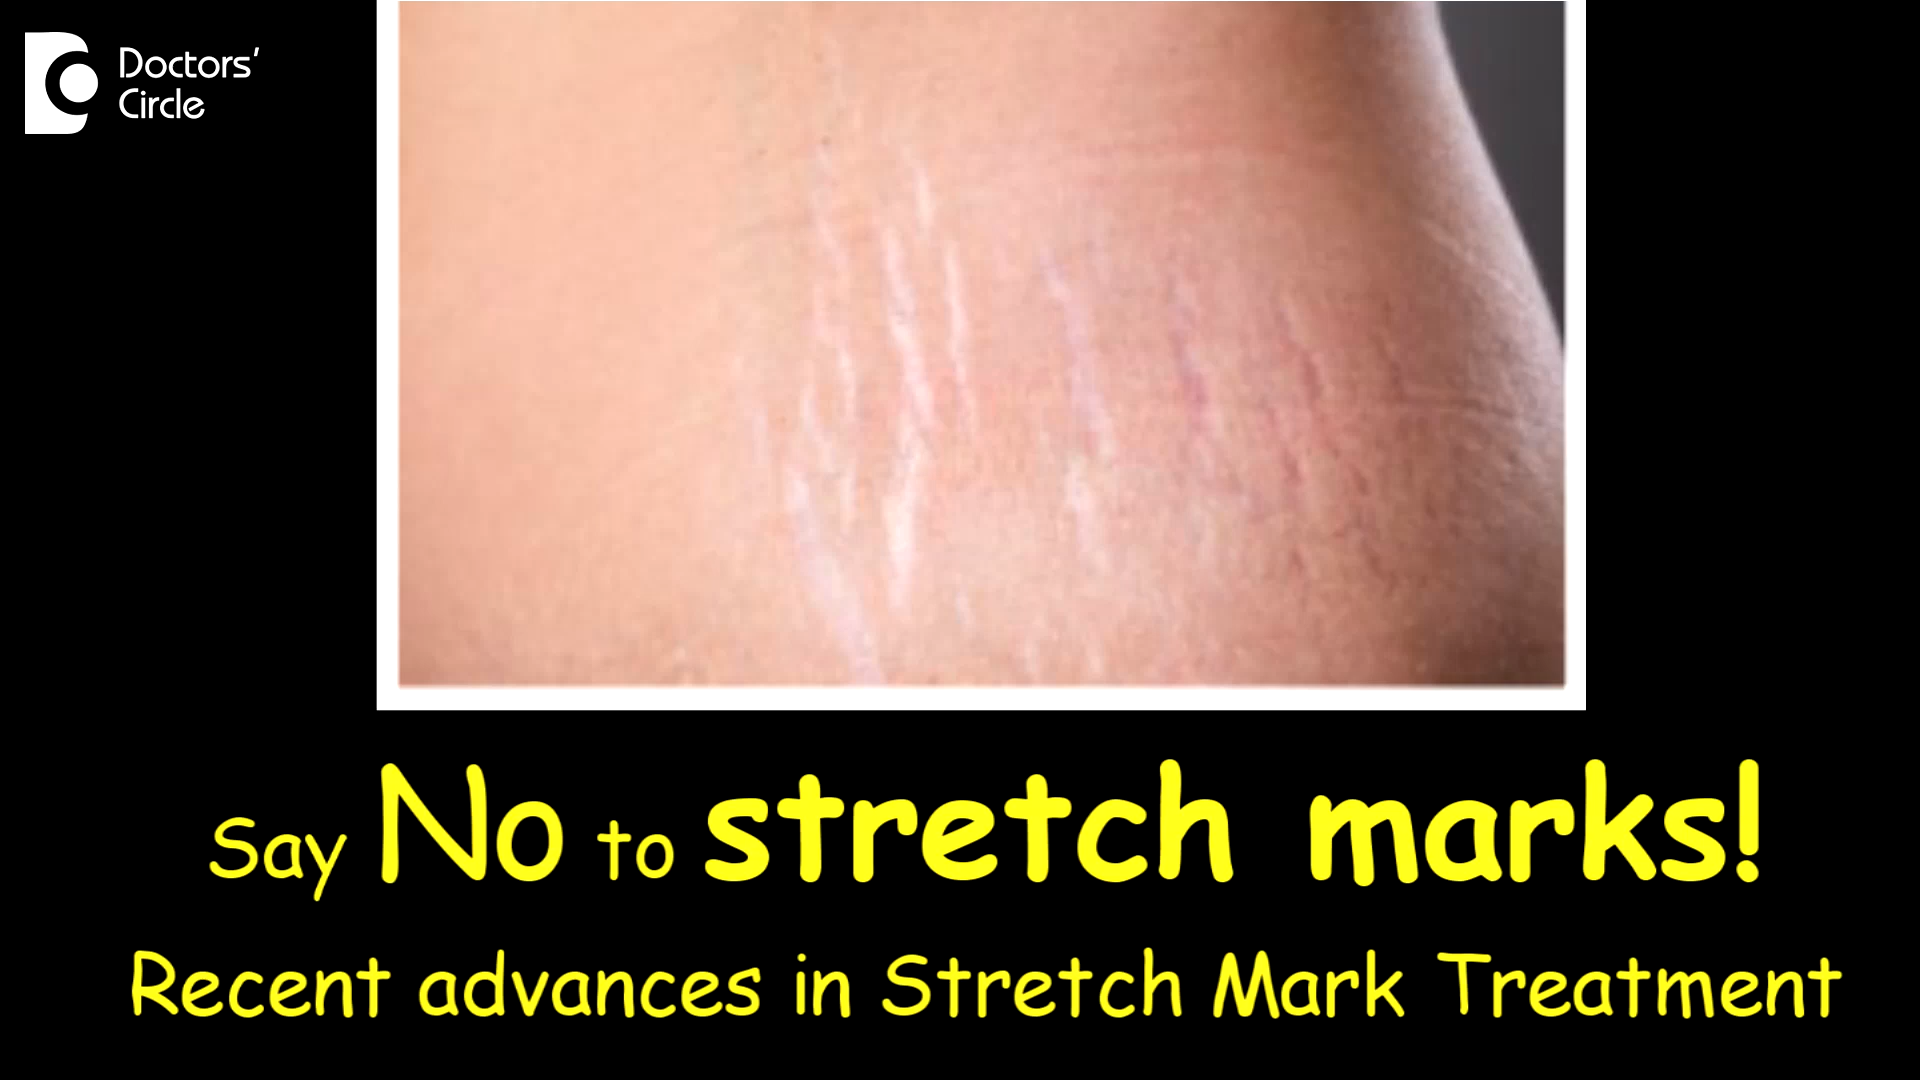 Doctors'
Circle
Say No to stretch marks!
Recent advances in Stretch Mark Treatment